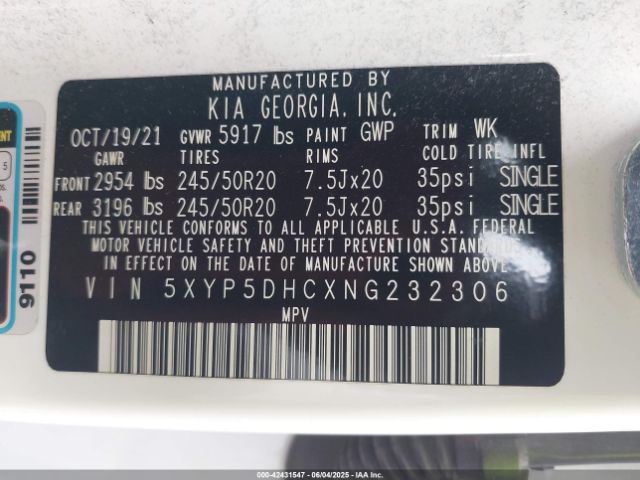 MANUFACTURED BY
KIA GEORGIA, INC.
OCT/19/21 GVWR 5917 lbs PAINT GWP TRIM WK
GAWR TIRES RIMS COLD TIRE INFL
FRONT 2954 lbs 245/50R20 7.5Jx20 35psi SINGLE
REAR 3196 lbs 245/50R20 7.5Jx20 35psi SINGLE
THIS VEHICLE CONFORMS TO ALL APPLICABLE U.S.A. FEDERAL
MOTOR VEHICLE SAFETY AND THEFT PREVENTION STANDARDS
IN EFFECT ON THE DATE OF MANUFACTURE SHOWN ABOVE
VIN 5XYP5DHCXNG232306
MPV
5
9110
000-42431547 - 06/04/2025 - IAA Inc.